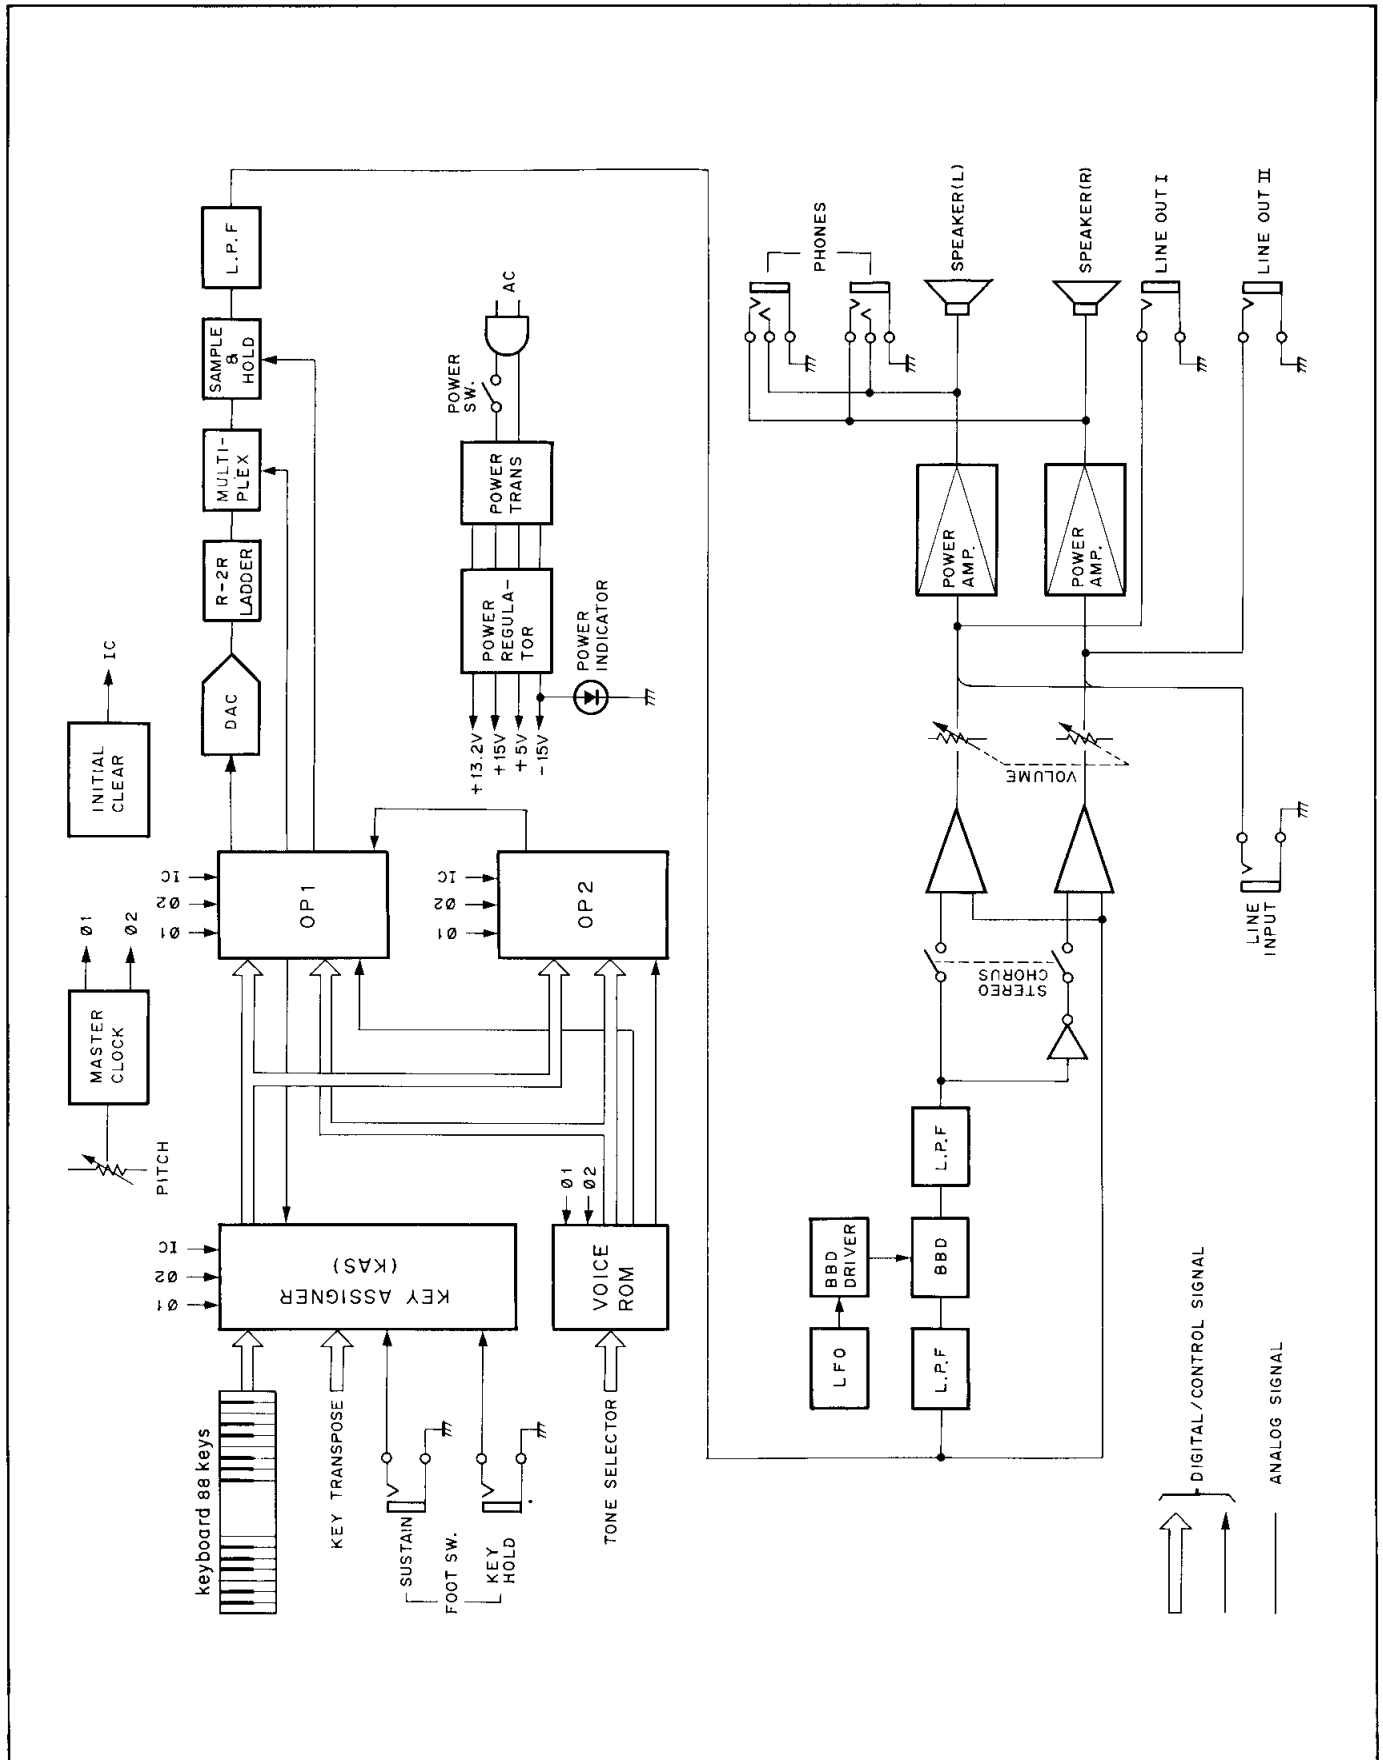 keyboard 88 keys
KEY TRANSPOSE
SUSTAIN
FOOT SW.
KEY
HOLD
TONE SELECTOR
PITCH
MASTER
CLOCK
Ø1
Ø2
INITIAL
CLEAR
IC
Ø1
Ø2
IC
KEY ASSIGNER
(KAS)
VOICE
ROM
Ø1
Ø2
Ø1
Ø2
IC
OP1
Ø1
Ø2
IC
OP2
DAC
R-2R
LADDER
MULTI-
PLEX
SAMPLE
&
HOLD
L.P.F
+13.2V
+15V
+5V
-15V
POWER
REGULA-
TOR
POWER
INDICATOR
POWER
TRANS
POWER
SW.
AC
LFO
BBD
DRIVER
L.P.F
BBD
L.P.F
STEREO
CHORUS
VOLUME
LINE
INPUT
POWER
AMP.
POWER
AMP.
PHONES
SPEAKER(L)
SPEAKER(R)
LINE OUT I
LINE OUT II
DIGITAL/CONTROL SIGNAL
ANALOG SIGNAL